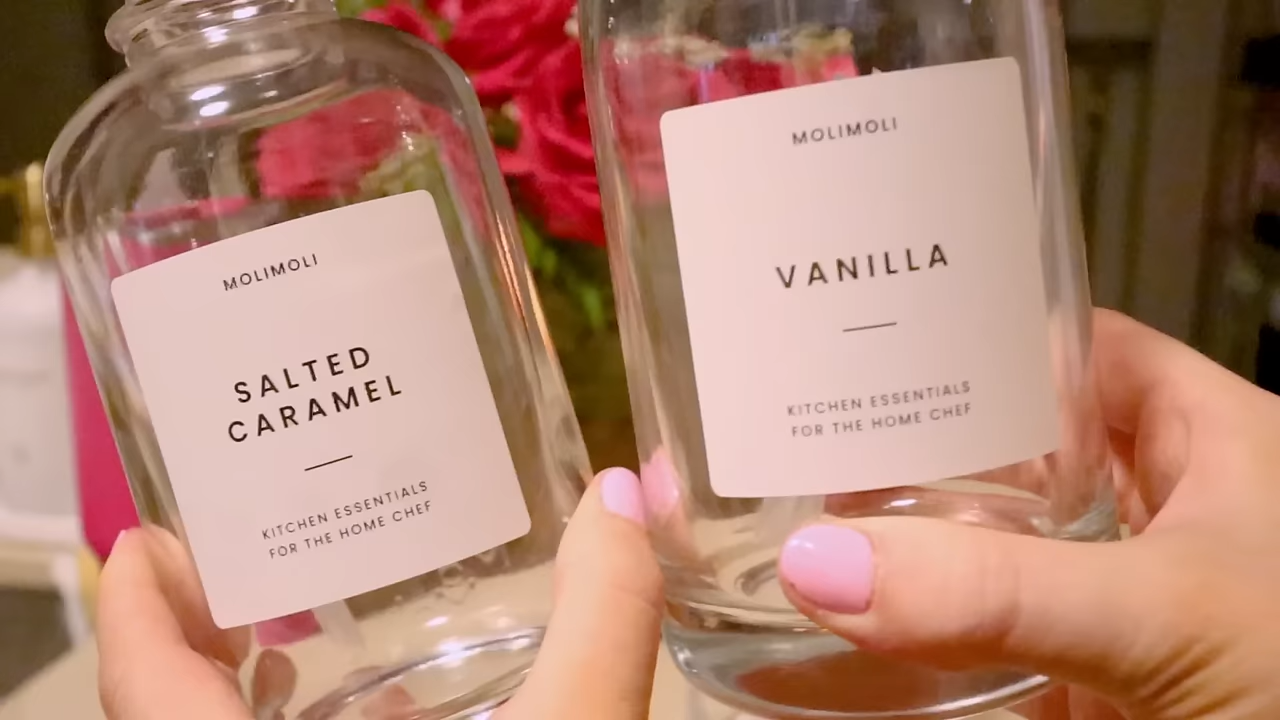 MOLIMOLI
SALTED
CARAMEL
KITCHEN ESSENTIALS
FOR THE HOME CHEF
MOLIMOLI
VANILLA
KITCHEN ESSENTIALS
FOR THE HOME CHEF